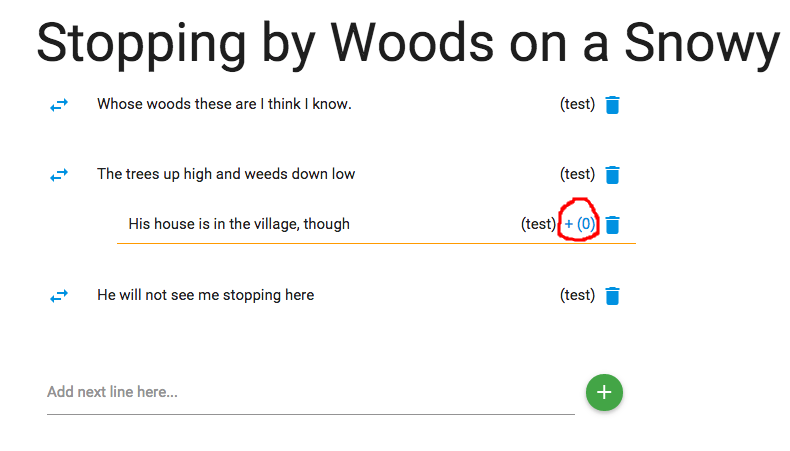 Stopping by Woods on a Snowy
Whose woods these are I think I know. (test)
The trees up high and weeds down low (test)
His house is in the village, though (test) + (0)
He will not see me stopping here (test)
Add next line here...